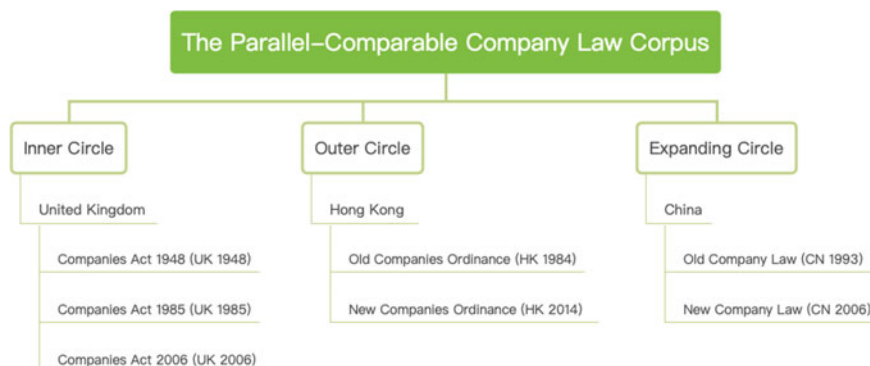 The Parallel–Comparable Company Law Corpus
Inner Circle
United Kingdom
Companies Act 1948 (UK 1948)
Companies Act 1985 (UK 1985)
Companies Act 2006 (UK 2006)
Outer Circle
Hong Kong
Old Companies Ordinance (HK 1984)
New Companies Ordinance (HK 2014)
Expanding Circle
China
Old Company Law (CN 1993)
New Company Law (CN 2006)